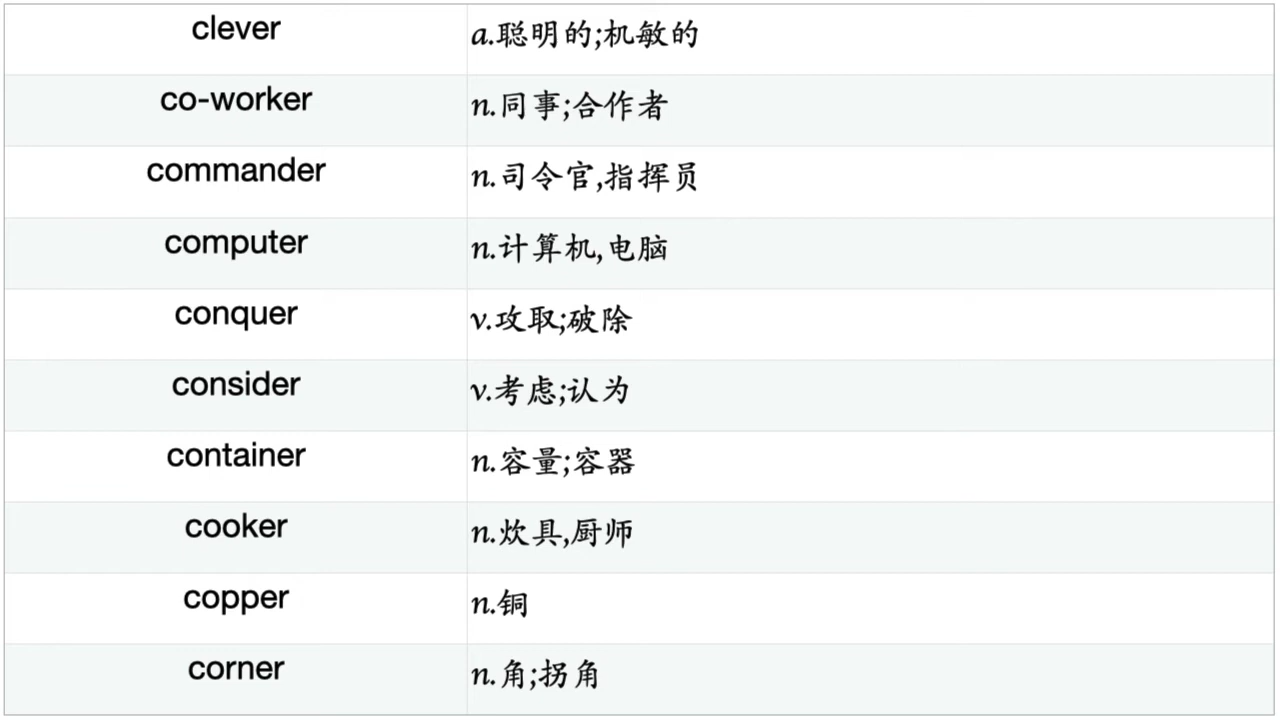 clever a.聪明的;机敏的
co-worker n.同事;合作者
commander n.司令官,指挥员
computer n.计算机,电脑
conquer v.攻取;破除
consider v.考虑;认为
container n.容量;容器
cooker n.炊具,厨师
copper n.铜
corner n.角;拐角